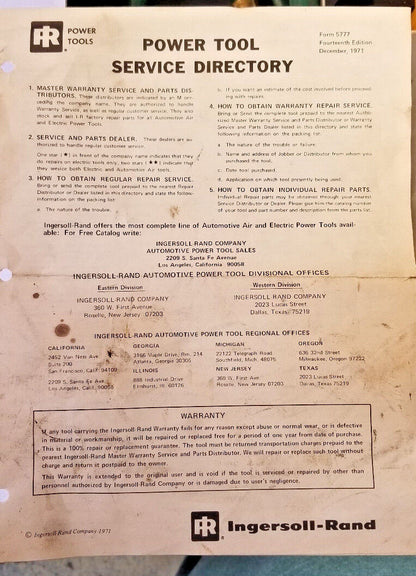 IR POWER TOOLS
POWER TOOL
SERVICE DIRECTORY
Form 5777
Fourteenth Edition
December, 1971
1. MASTER WARRANTY SERVICE AND PARTS DIS-
TRIBUTORS. These distributors are indicated by an M pre-
ceding the company name. They are authorized to handle
Warranty Service, as well as regular service. They also
stock and sell I-R factory repair parts for all Automotive Air
and Electric Power Tools.
2. SERVICE AND PARTS DEALER. These dealers are au-
thorized to handle regular customer service.
One star (★) in front of the company name indicates that they
do repairs on electric tools only, two stars (★★) indicate that
they service both Electric and Automotive Air tools.
3. HOW TO OBTAIN REGULAR REPAIR SERVICE.
Bring or send the complete tool prepaid to the nearest Repair
Distributor or Dealer listed in this directory and state the following
information on the packing list:
a. The nature of the trouble.
b. If you want an estimate of the cost involved before proceed-
ing with repairs.
4. HOW TO OBTAIN WARRANTY REPAIR SERVICE.
Bring or Send the complete tool prepaid to the nearest Author-
ized Master Warranty Service and Parts Distributor or Warranty
Service and Parts Dealer listed in this directory and state the
following information on the packing list:
a. The nature of the trouble or failure.
b. Name and address of Jobber or Distributor from whom you
purchased the tool.
c. Date tool purchased.
d. Application on which tool presently being used.
5. HOW TO OBTAIN INDIVIDUAL REPAIR PARTS.
Individual Repair parts may be obtained through your nearest
Service Distributor or Dealer. Please give him the catalog number
of your tool and part number and description from the parts list.
Ingersoll-Rand offers the most complete line of Automotive Air and Electric Power Tools avail-
able: For Free Catalog write:
INGERSOLL-RAND COMPANY
AUTOMOTIVE POWER TOOL SALES
2209 S. Santa Fe Avenue
Los Angeles, California 90058
INGERSOLL-RAND AUTOMOTIVE POWER TOOL DIVISIONAL OFFICES
Eastern Division
INGERSOLL-RAND COMPANY
360 W. First Avenue
Roselle, New Jersey 07203
Western Division
INGERSOLL-RAND COMPANY
2023 Lucas Street
Dallas, Texas 75219
INGERSOLL-RAND AUTOMOTIVE POWER TOOL REGIONAL OFFICES
CALIFORNIA
2452 Van Ness Ave.
Suite 200
San Francisco, Calif. 94109
2209 S. Santa Fe Ave.
Los Angeles, Cal. 90058
GEORGIA
3166 Maple Drive, Rm. 214
Atlanta, Georgia 30305
ILLINOIS
888 Industrial Drive
Elmhurst, Ill. 60126
MICHIGAN
22122 Telegraph Road
Southfield, Mich. 48075
NEW JERSEY
360 W. First Ave.
Roselle, New Jersey 07203
OREGON
636 32nd Street
Milwaukee, Oregon 97222
TEXAS
2023 Lucas Street
Dallas, Texas 75219
WARRANTY
If any tool carrying the Ingersoll-Rand Warranty fails for any reason except abuse or normal wear, or is defective
in material or workmanship, it will be repaired or replaced free for a period of one year from date of purchase.
This is a 100% repair or replacement guarantee. The tool must be returned transportation charges prepaid to the
nearest Ingersoll-Rand Master Warranty Service and Parts Distributor. We will repair or replace such tool without
charge and return it postpaid to the owner.
This Warranty is extended to the original user and is void if the tool is serviced or repaired by other than
personnel authorized by Ingersoll-Rand Company or is damaged due to user's negligence.
© Ingersoll-Rand Company 1971
IR Ingersoll-Rand